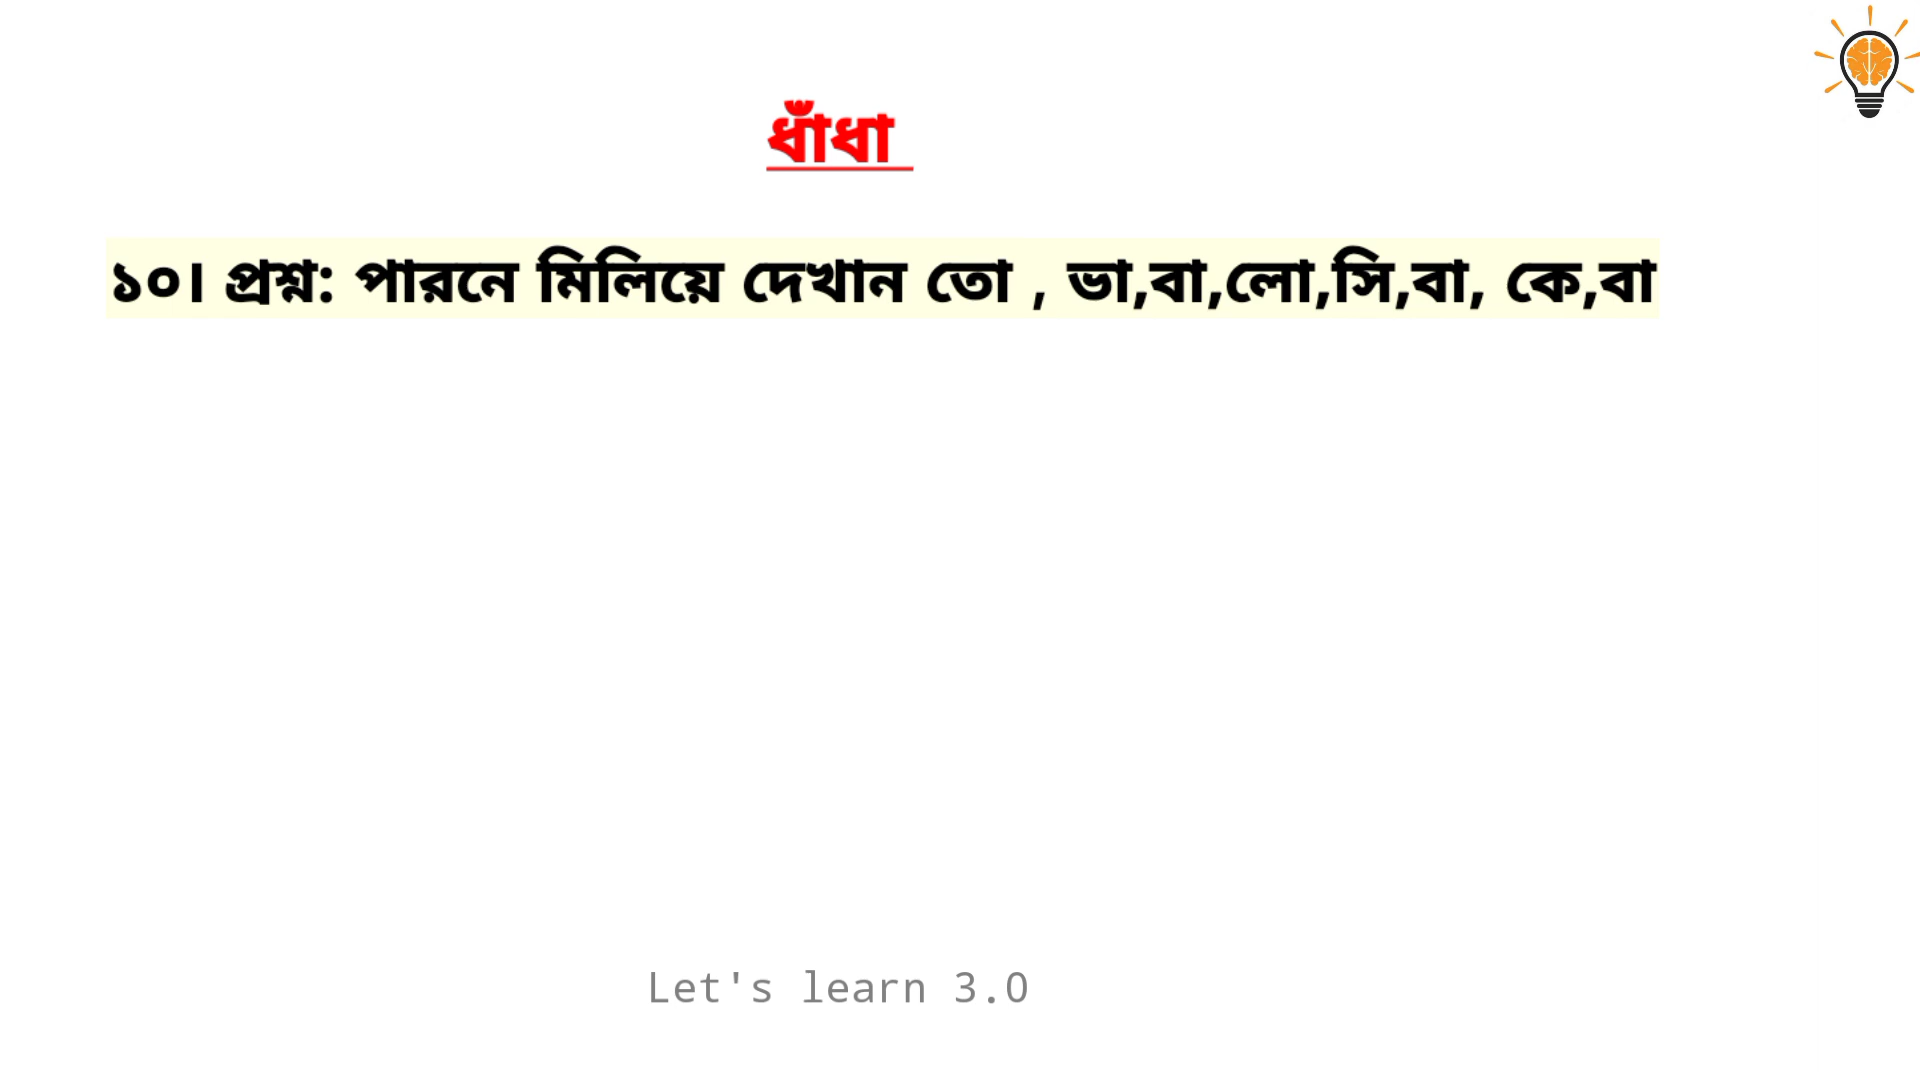 ধাঁধা
১০। প্রশ্ন: পারনে মিলিয়ে দেখান তো , ভা,বা,লো,সি,বা, কে,বা
Let's learn 3.0